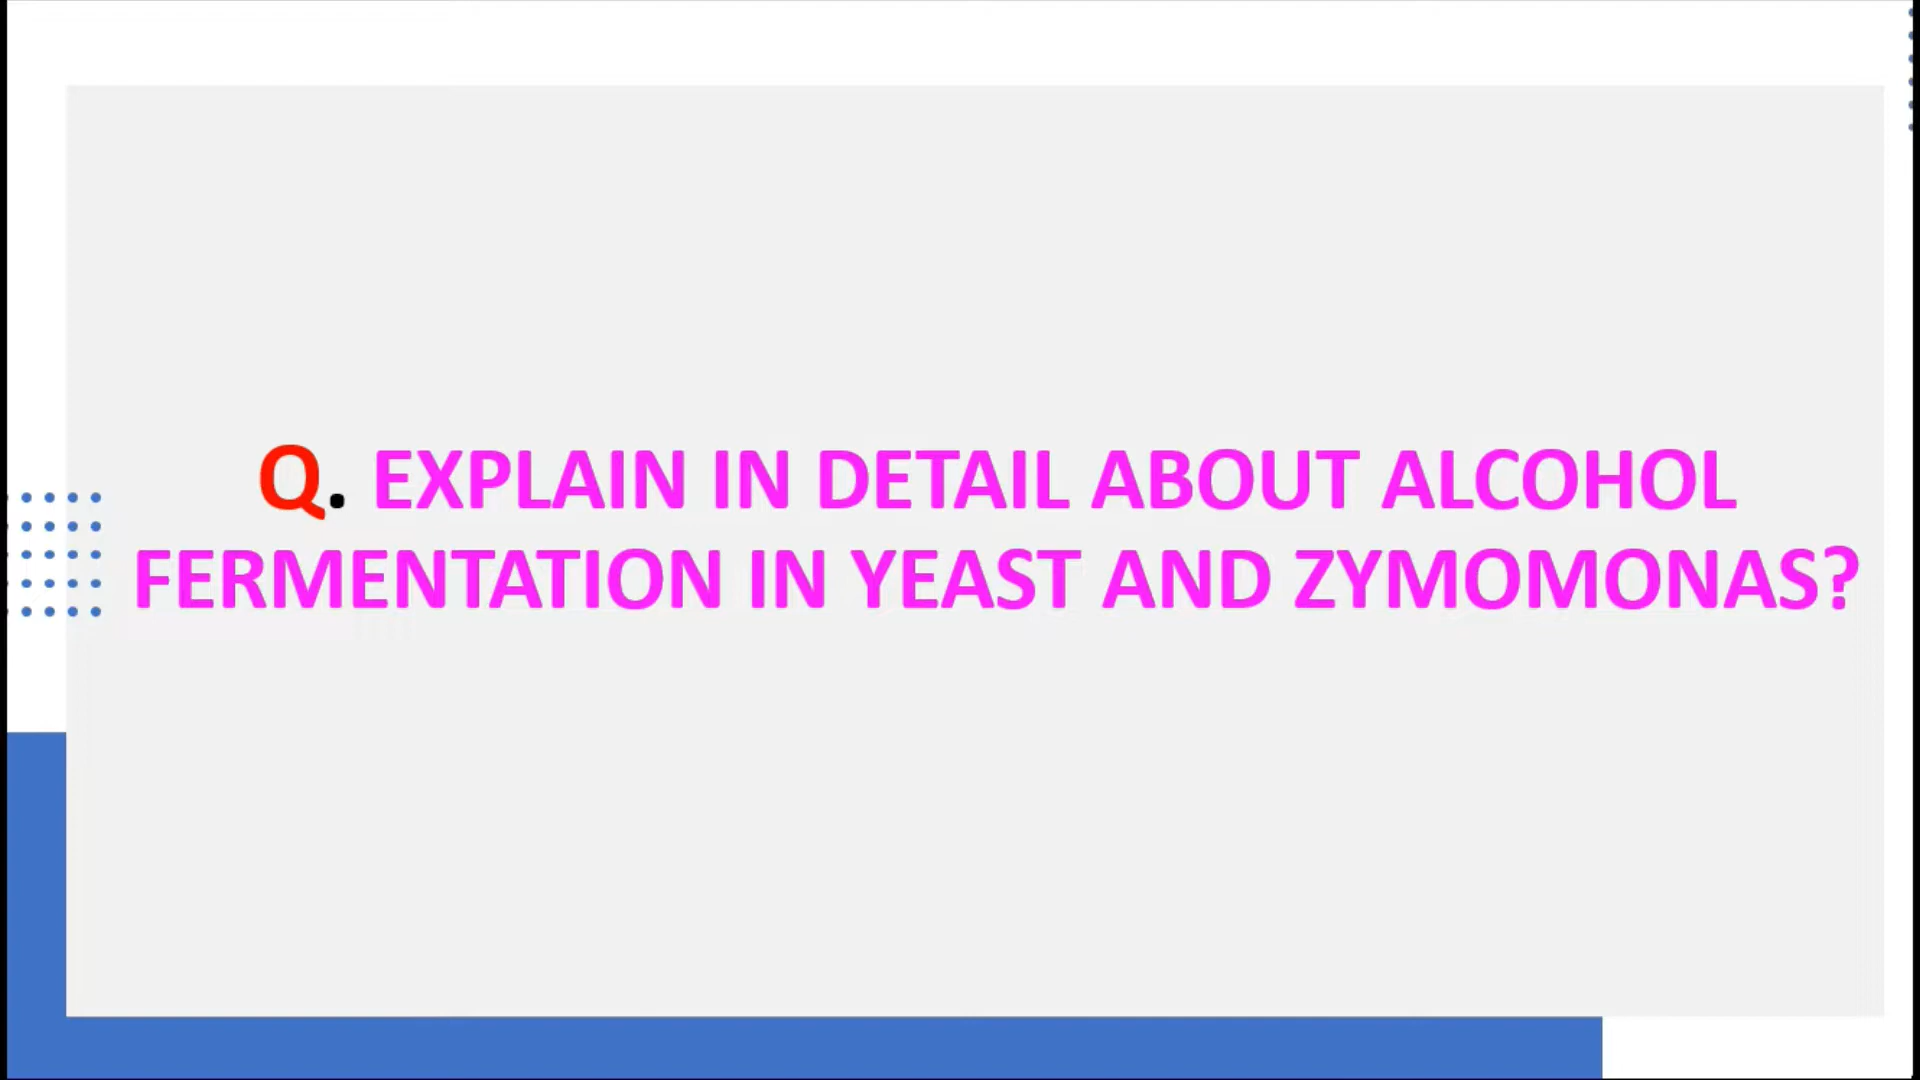 Q. EXPLAIN IN DETAIL ABOUT ALCOHOL
FERMENTATION IN YEAST AND ZYMOMONAS?